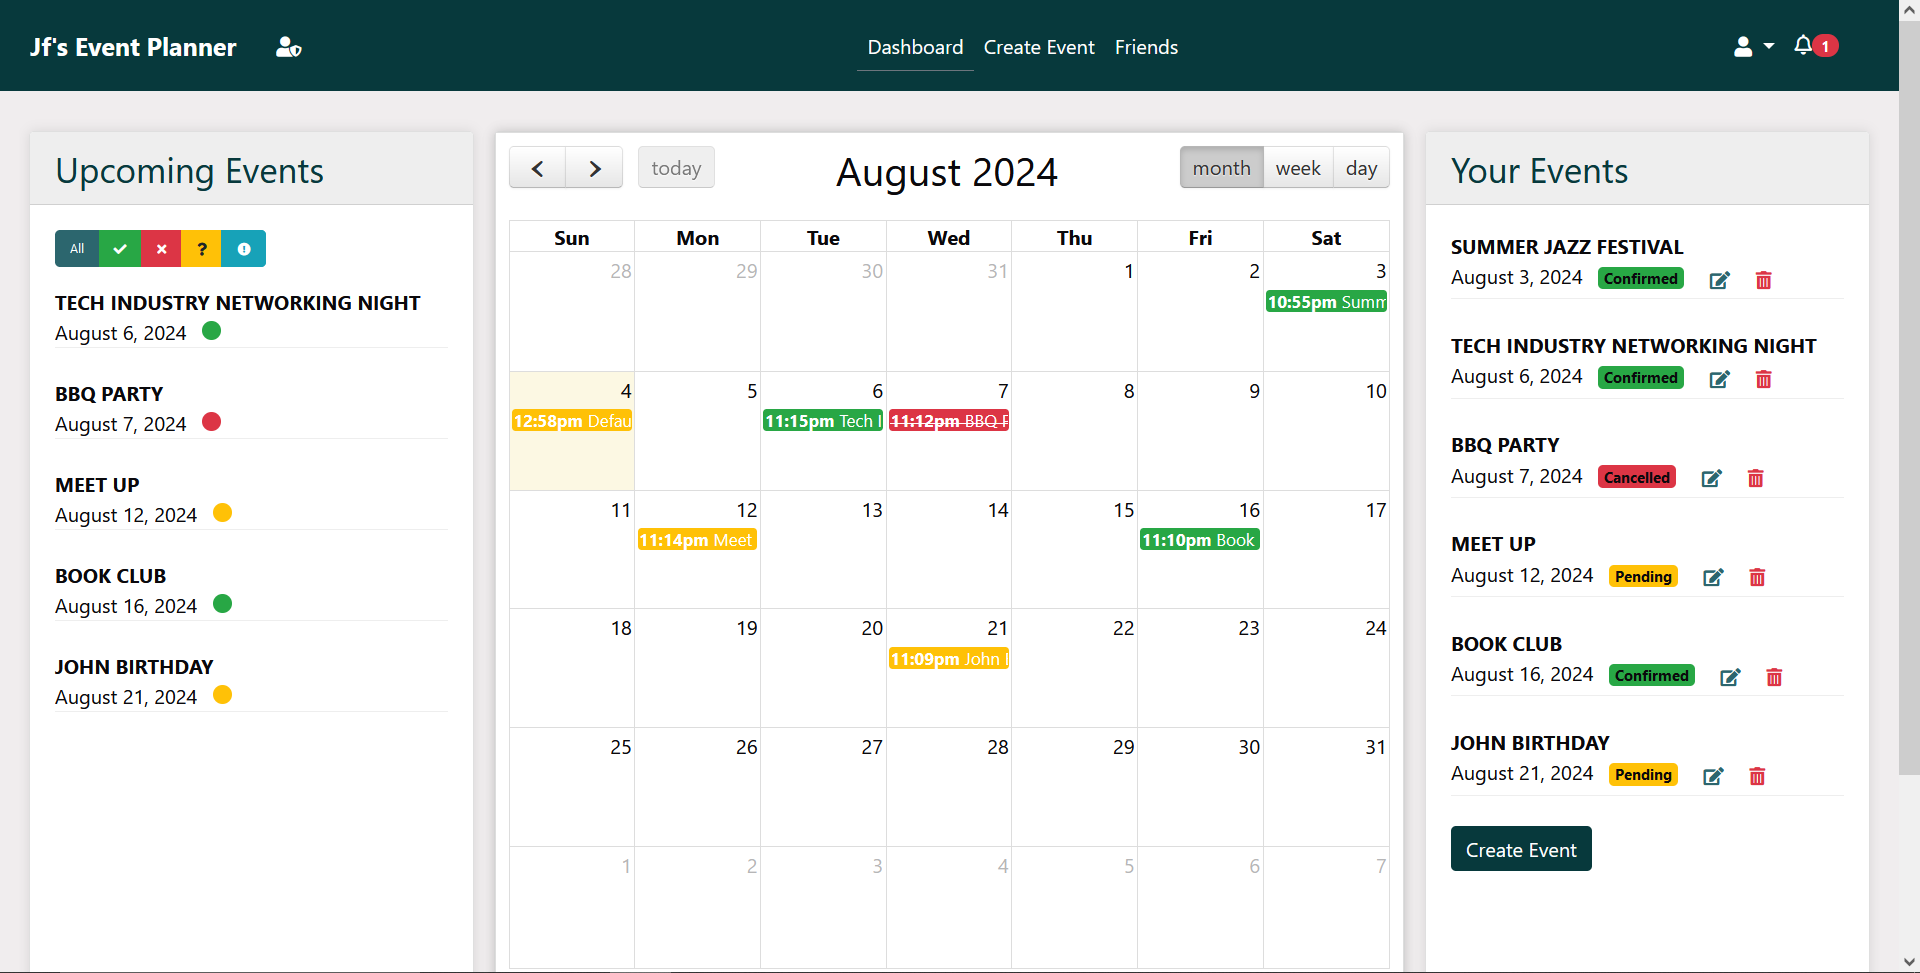 Jf's Event Planner
Dashboard Create Event Friends
1
Upcoming Events
All
TECH INDUSTRY NETWORKING NIGHT
August 6, 2024
BBQ PARTY
August 7, 2024
MEET UP
August 12, 2024
BOOK CLUB
August 16, 2024
JOHN BIRTHDAY
August 21, 2024
today
August 2024
month week day
Sun Mon Tue Wed Thu Fri Sat
28 29 30 31 1 2 3
10:55pm Summ
4 5 6 7 8 9 10
12:58pm Defau 11:15pm Tech I 11:12pm BBQ P
11 12 13 14 15 16 17
11:14pm Meet 11:10pm Book
18 19 20 21 22 23 24
11:09pm John
25 26 27 28 29 30 31
1 2 3 4 5 6 7
Your Events
SUMMER JAZZ FESTIVAL
August 3, 2024 Confirmed
TECH INDUSTRY NETWORKING NIGHT
August 6, 2024 Confirmed
BBQ PARTY
August 7, 2024 Cancelled
MEET UP
August 12, 2024 Pending
BOOK CLUB
August 16, 2024 Confirmed
JOHN BIRTHDAY
August 21, 2024 Pending
Create Event